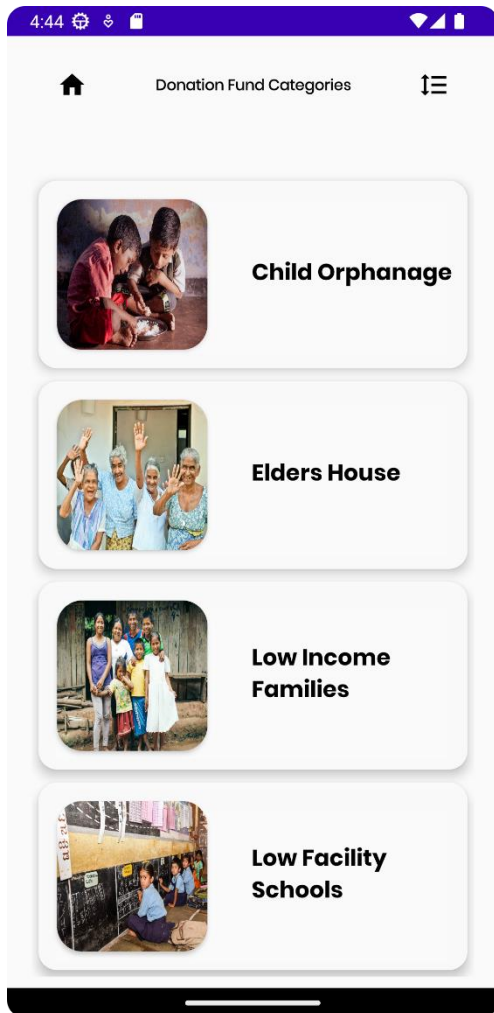 4:44
Donation Fund Categories
Child Orphanage
Elders House
Low Income
Families
Low Facility
Schools